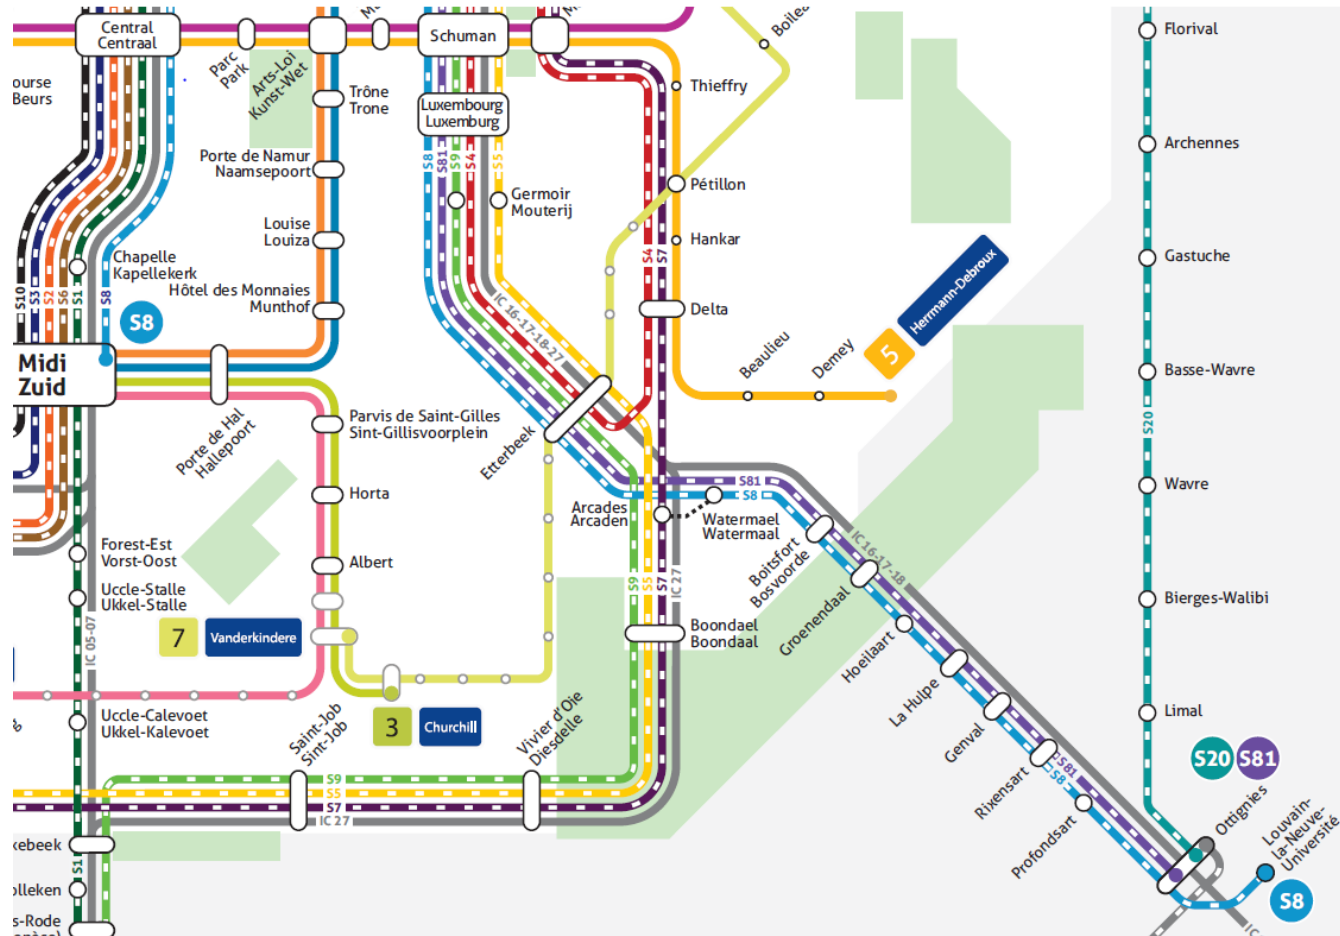 Central
Centraal
Parc
Park
Arts-Loi
Kunst-Wet
Schuman
Luxembourg
Luxemburg
Trône
Trone
Porte de Namur
Naamsepoort
Louise
Louiza
Hôtel des Monnaies
Munthof
Chapelle
Kapellekerk
S10
S3
S2
S6
S1
S8
S8
Midi
Zuid
Porte de Hal
Hallepoort
Parvis de Saint-Gilles
Sint-Gillisvoorplein
Horta
Albert
S8
S81
S9
S4
S5
Germoir
Mouterij
IC 16-17-18-27
Etterbeek
Thieffry
Pétillon
Hankar
S4
S7
Delta
Beaulieu
Demey
5
Herrmann-Debroux
Arcades
Arcaden
S81
S8
Watermael
Watermaal
Boitsfort
Bosvoorde
IC 16-17-18
Groenendaal
Hoeilaart
La Hulpe
Genval
Rixensart
S81
S8
Profondsart
Forest-Est
Vorst-Oost
Uccle-Stalle
Ukkel-Stalle
IC 05-07
7
Vanderkindere
3
Churchill
Uccle-Calevoet
Ukkel-Kalevoet
S9
S5
S7
IC 27
Boondael
Boondaal
Saint-Job
Sint-Job
Vivier d'Oie
Diesdelle
S9
S5
S7
IC 27
S1
Florival
Archennes
Gastuche
Basse-Wavre
S20
Wavre
Bierges-Walibi
Limal
S20
S81
Ottignies
Louvain-
la-Neuve-
Université
S8